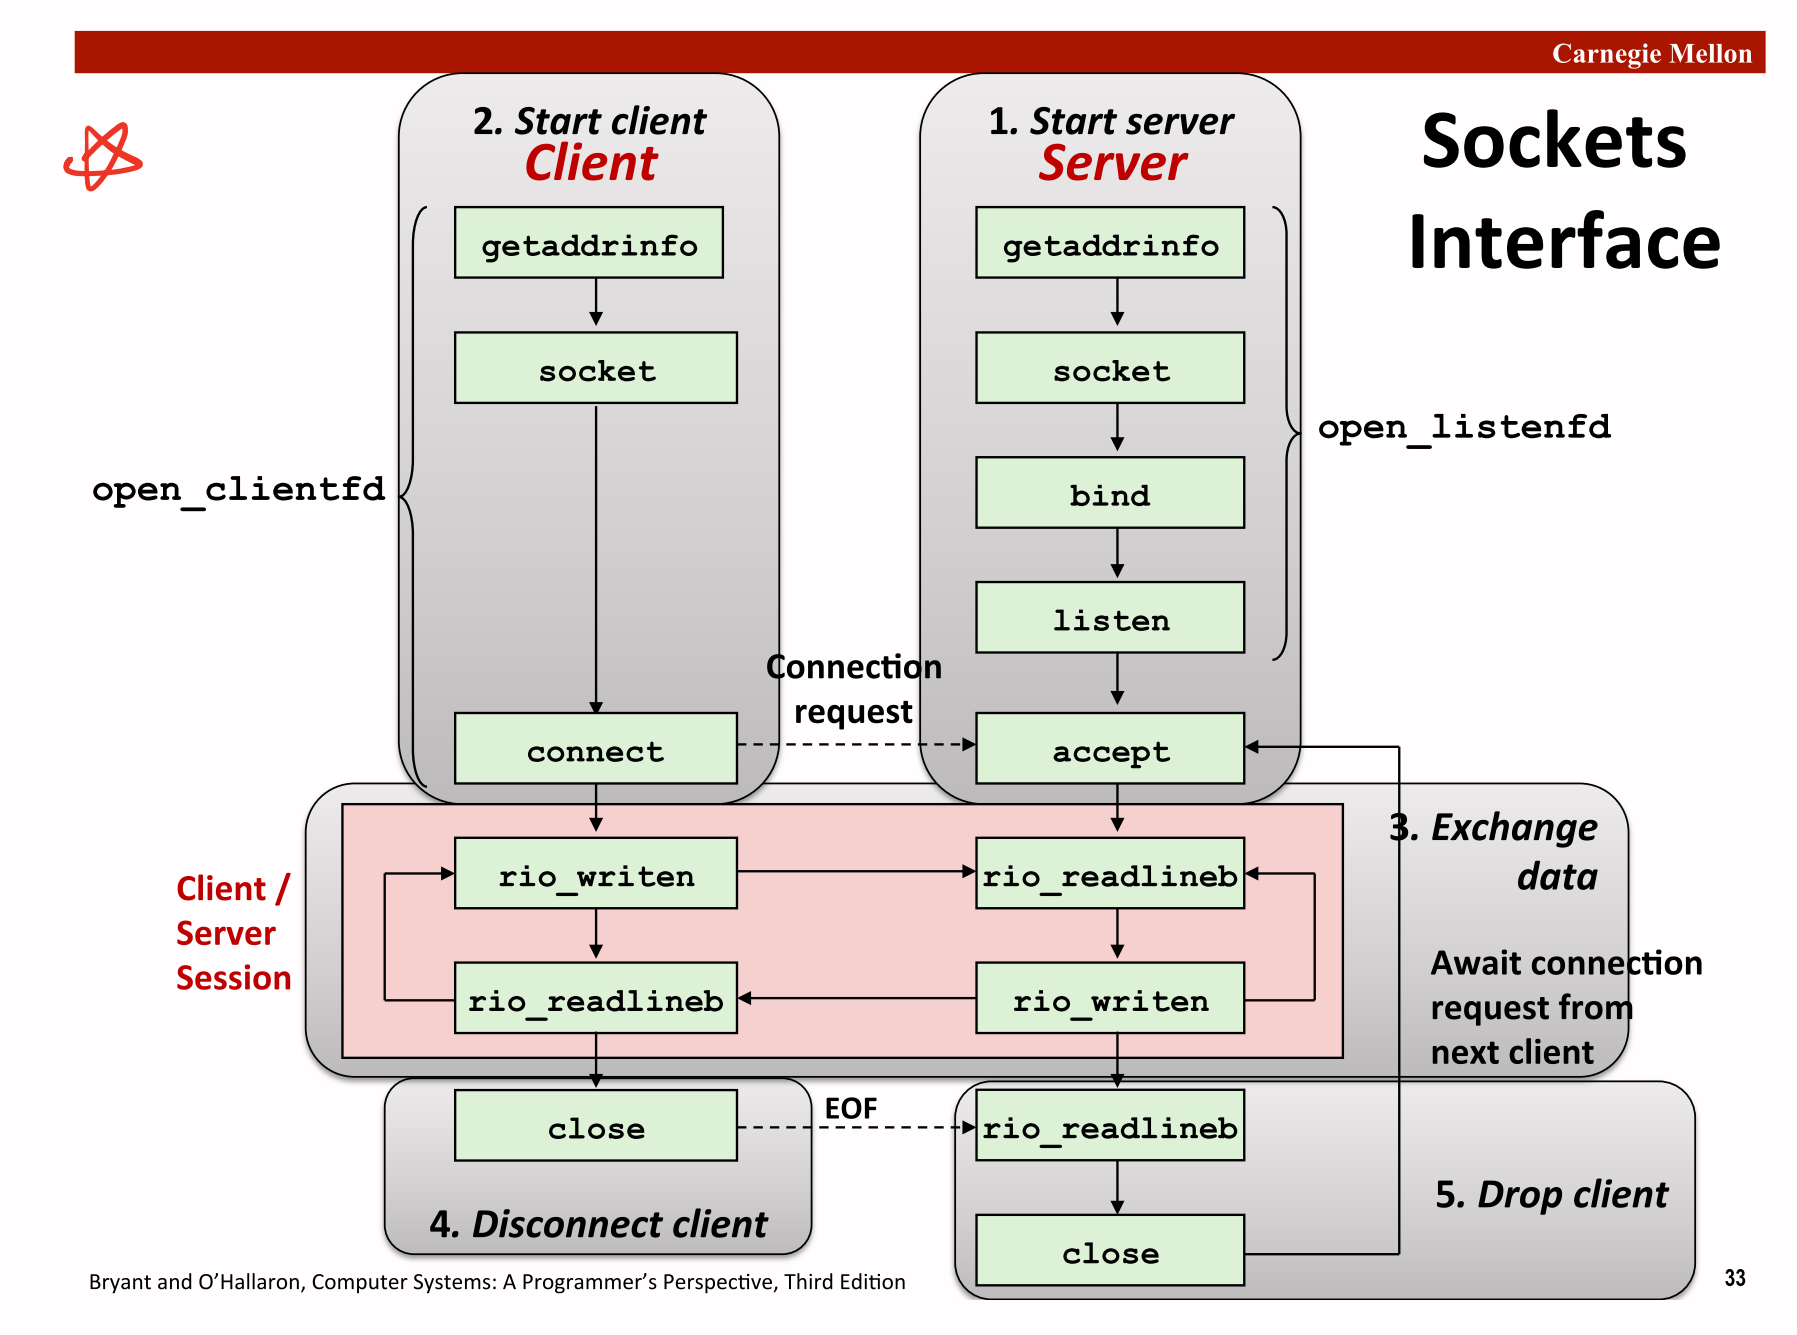 Carnegie Mellon
Sockets
Interface
2. Start client
Client
getaddrinfo
socket
connect
open_clientfd
1. Start server
Server
getaddrinfo
socket
bind
listen
accept
open_listenfd
Connection
request
3. Exchange
data
Client /
Server
Session
rio_writen
rio_readlineb
rio_readlineb
rio_writen
Await connection
request from
next client
close
EOF
rio_readlineb
4. Disconnect client
5. Drop client
close
Bryant and O’Hallaron, Computer Systems: A Programmer’s Perspective, Third Edition
33